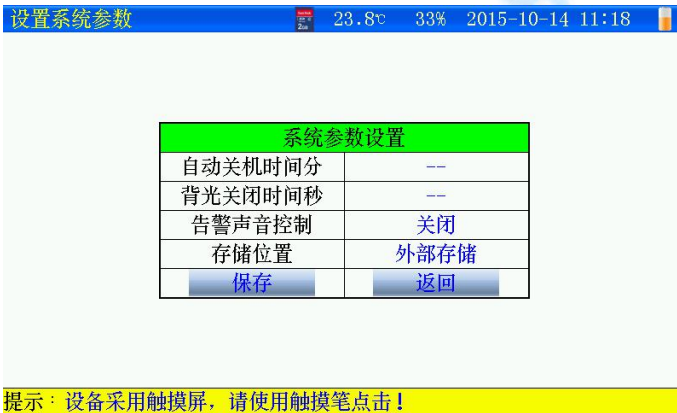 设置系统参数 23.8℃ 33% 2015-10-14 11:18
系统参数设置
自动关机时间分 --
背光关闭时间秒 --
告警声音控制 关闭
存储位置 外部存储
保存 返回
提示：设备采用触摸屏，请使用触摸笔点击！